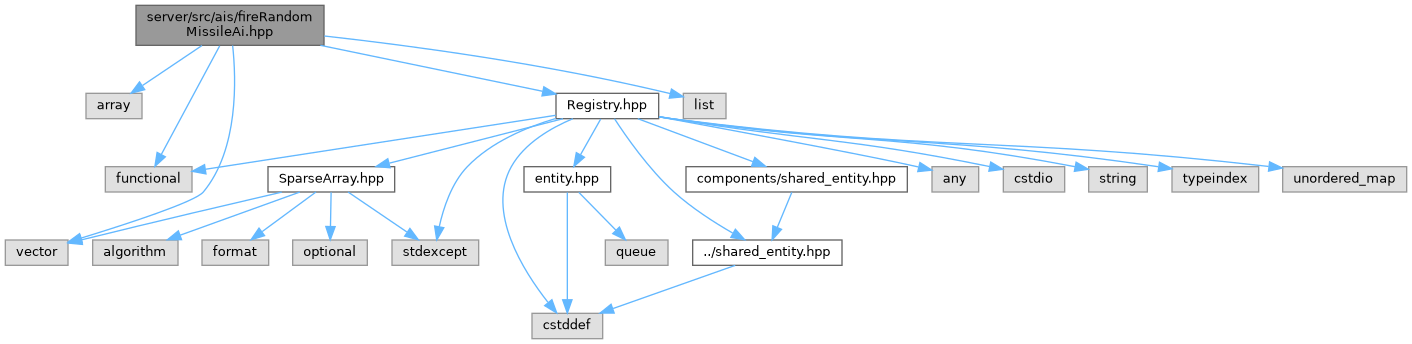 server/src/ais/fireRandom
MissileAi.hpp
array
Registry.hpp
list
functional
SparseArray.hpp
entity.hpp
components/shared_entity.hpp
any
cstdio
string
typeindex
unordered_map
vector
algorithm
format
optional
stdexcept
queue
../shared_entity.hpp
cstddef